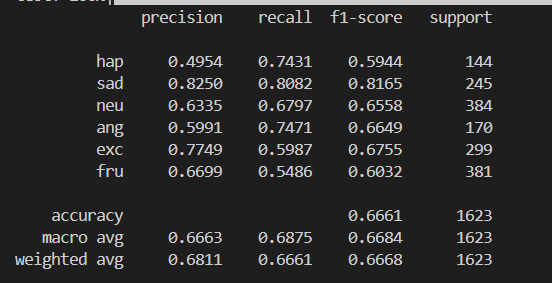 precision recall f1-score support
hap 0.4954 0.7431 0.5944 144
sad 0.8250 0.8082 0.8165 245
neu 0.6335 0.6797 0.6558 384
ang 0.5991 0.7471 0.6649 170
exc 0.7749 0.5987 0.6755 299
fru 0.6699 0.5486 0.6032 381
accuracy 0.6661 1623
macro avg 0.6663 0.6875 0.6684 1623
weighted avg 0.6811 0.6661 0.6668 1623